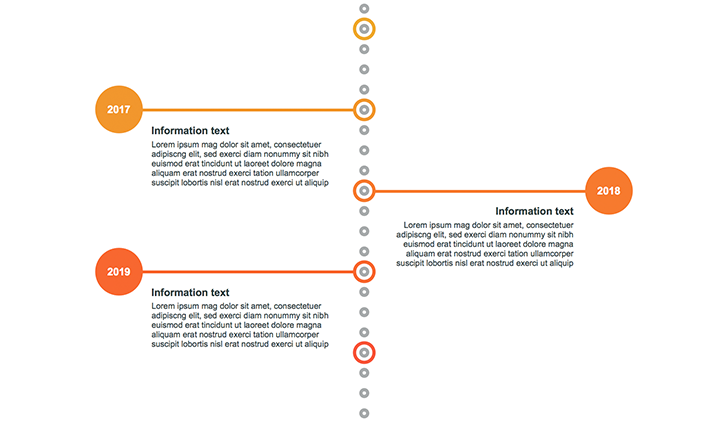 2017
Information text
Lorem ipsum mag dolor sit amet, consectetuer
adipiscng elit, sed exerci diam nonummy sit nibh
euismod erat tincidunt ut laoreet dolore magna
aliquam erat nostrud exerci tation ullamcorper
suscipit lobortis nisl erat nostrud exerci ut aliquip
2018
Information text
Lorem ipsum mag dolor sit amet, consectetuer
adipiscng elit, sed exerci diam nonummy sit nibh
euismod erat tincidunt ut laoreet dolore magna
aliquam erat nostrud exerci tation ullamcorper
suscipit lobortis nisl erat nostrud exerci ut aliquip
2019
Information text
Lorem ipsum mag dolor sit amet, consectetuer
adipiscng elit, sed exerci diam nonummy sit nibh
euismod erat tincidunt ut laoreet dolore magna
aliquam erat nostrud exerci tation ullamcorper
suscipit lobortis nisl erat nostrud exerci ut aliquip